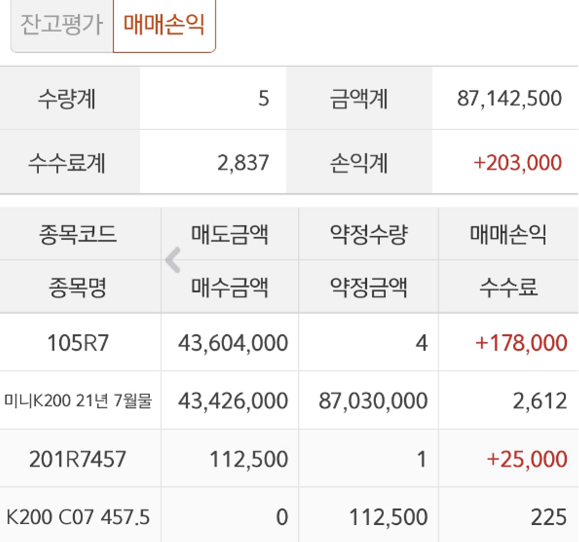 잔고평가 매매손익
수량계 5 금액계 87,142,500
수수료계 2,837 손익계 +203,000
종목코드 매도금액 약정수량 매매손익
종목명 매수금액 약정금액 수수료
105R7 43,604,000 4 +178,000
미니K200 21년 7월물 43,426,000 87,030,000 2,612
201R7457 112,500 1 +25,000
K200 C07 457.5 0 112,500 225